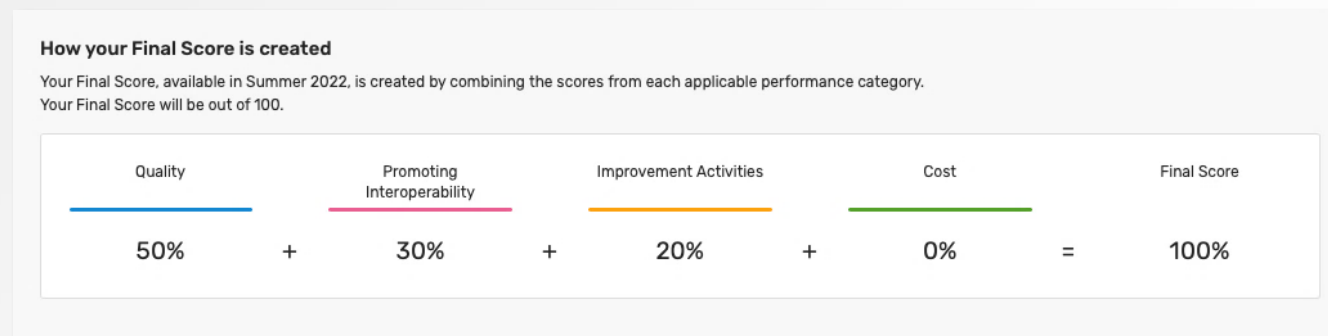 How your Final Score is created
Your Final Score, available in Summer 2022, is created by combining the scores from each applicable performance category.
Your Final Score will be out of 100.
Quality
Promoting
Interoperability
Improvement Activities
Cost
Final Score
50% + 30% + 20% + 0% = 100%